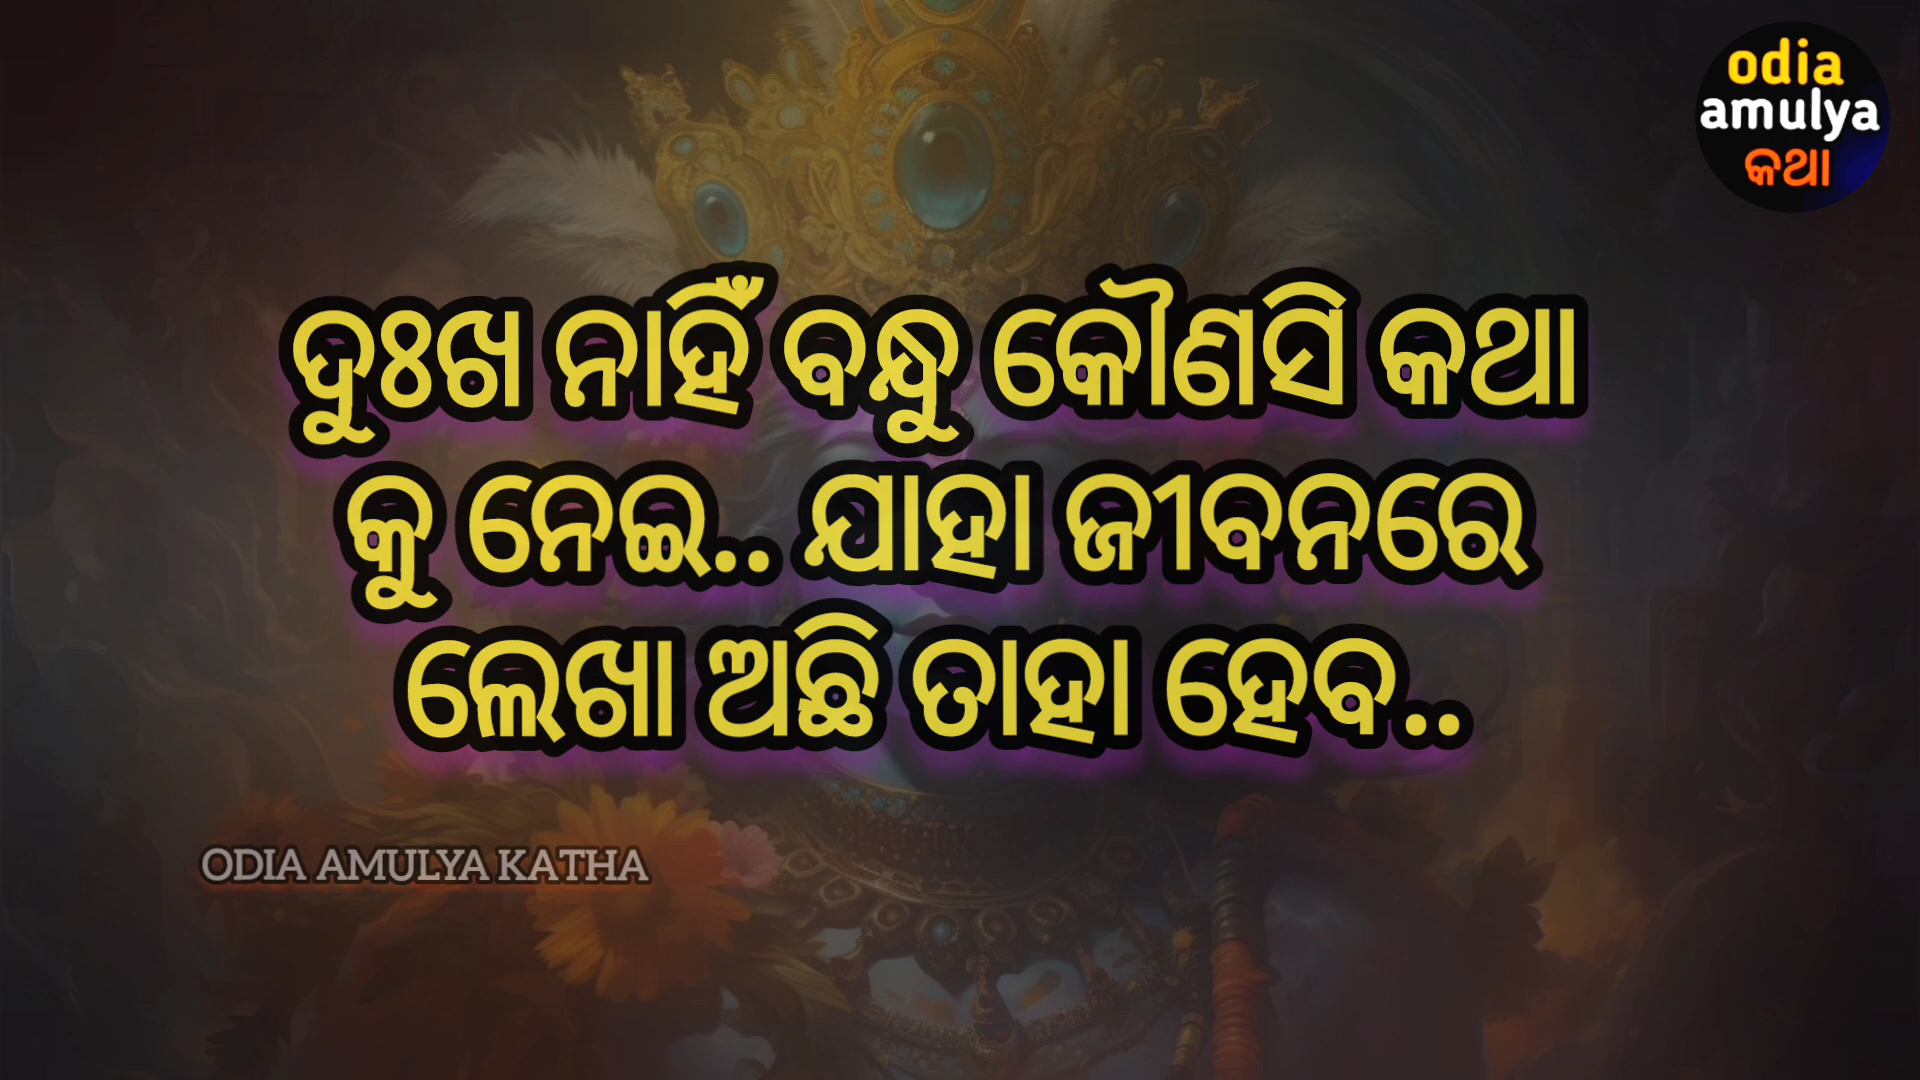 odia
amulya
କଥା
ଦୁଃଖ ନାହିଁ ବନ୍ଧୁ କୌଣସି କଥା
କୁ ନେଇ.. ଯାହା ଜୀବନରେ
ଲେଖା ଅଛି ତାହା ହେବ..
ODIA AMULYA KATHA